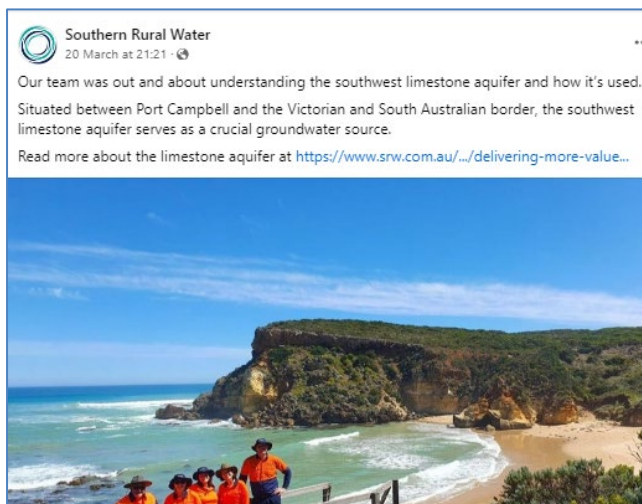 Southern Rural Water
20 March at 21:21 ·
Our team was out and about understanding the southwest limestone aquifer and how it's used.
Situated between Port Campbell and the Victorian and South Australian border, the southwest
limestone aquifer serves as a crucial groundwater source.
Read more about the limestone aquifer at https://www.srw.com.au/.../delivering-more-value...